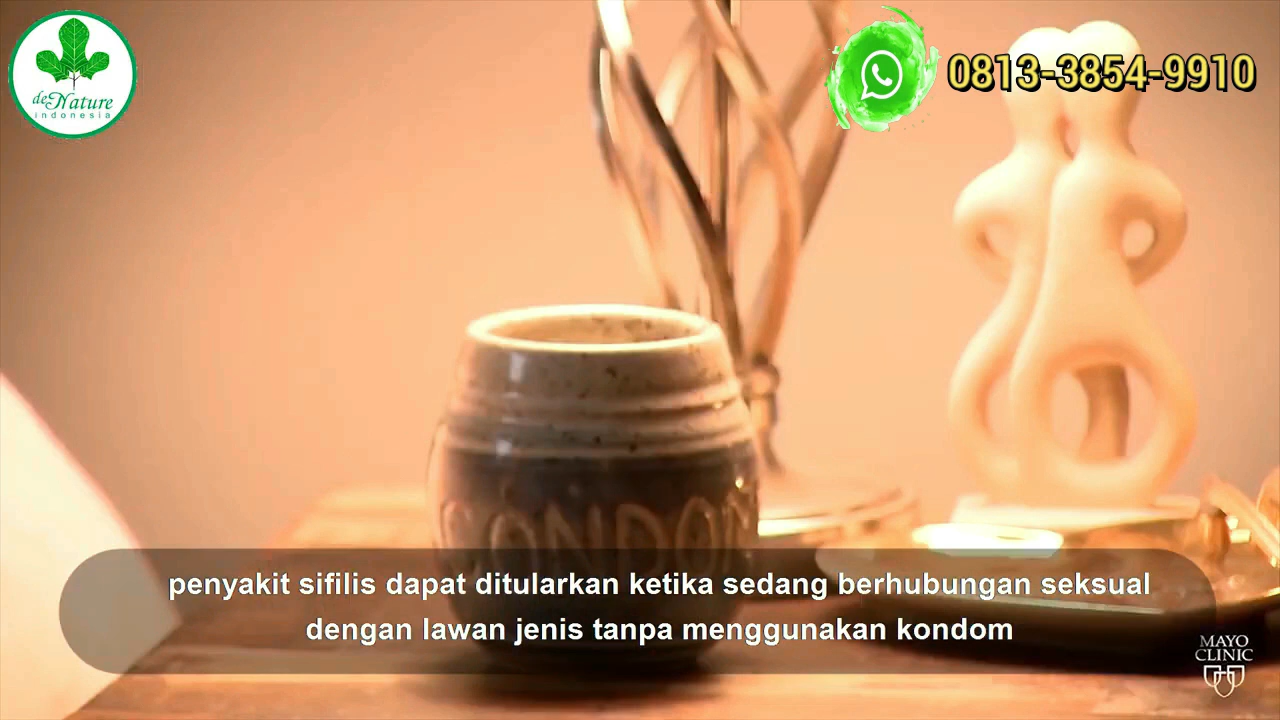 deNature
indonesia
0813-3854-9910
CONDOM
penyakit sifilis dapat ditularkan ketika sedang berhubungan seksual
dengan lawan jenis tanpa menggunakan kondom
MAYO
CLINIC